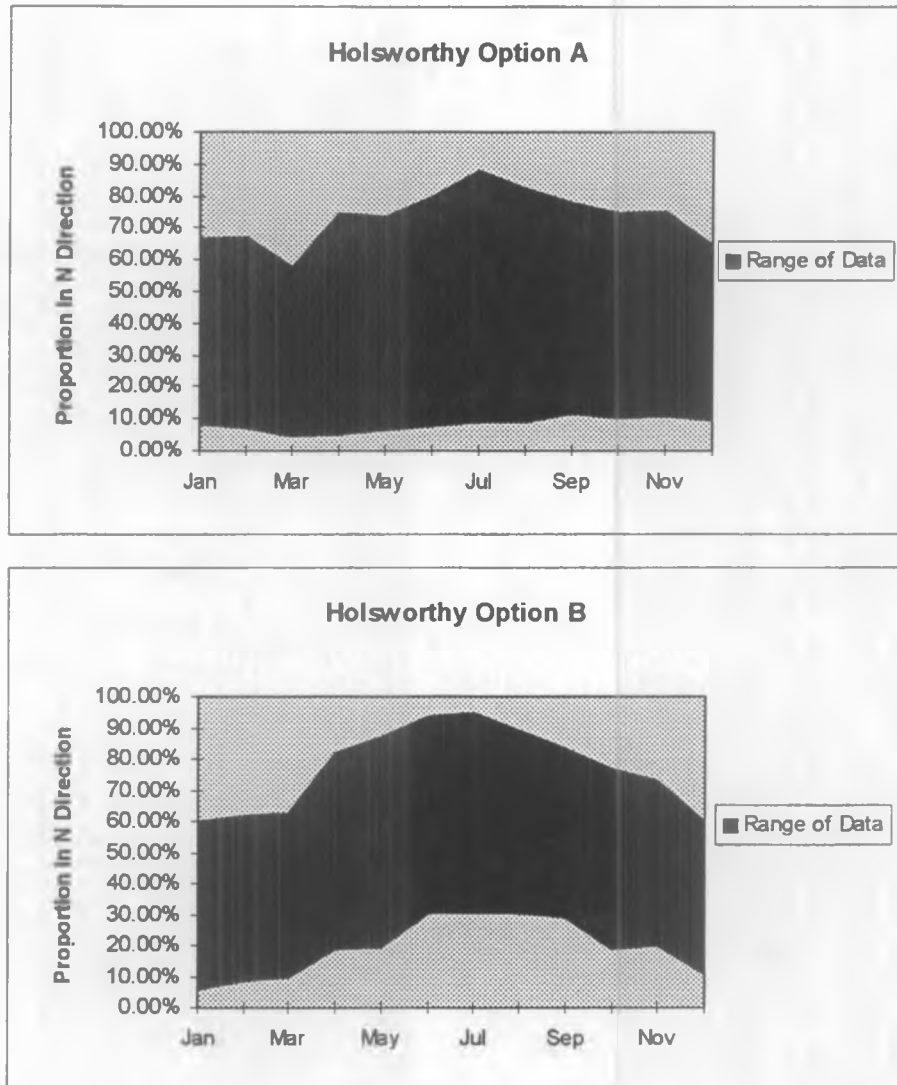 Holsworthy Option A
Proportion in N Direction
100.00%
90.00%
80.00%
70.00%
60.00%
50.00%
40.00%
30.00%
20.00%
10.00%
0.00%
Jan Mar May Jul Sep Nov
Range of Data
Holsworthy Option B
Proportion in N Direction
100.00%
90.00%
80.00%
70.00%
60.00%
50.00%
40.00%
30.00%
20.00%
10.00%
0.00%
Jan Mar May Jul Sep Nov
Range of Data